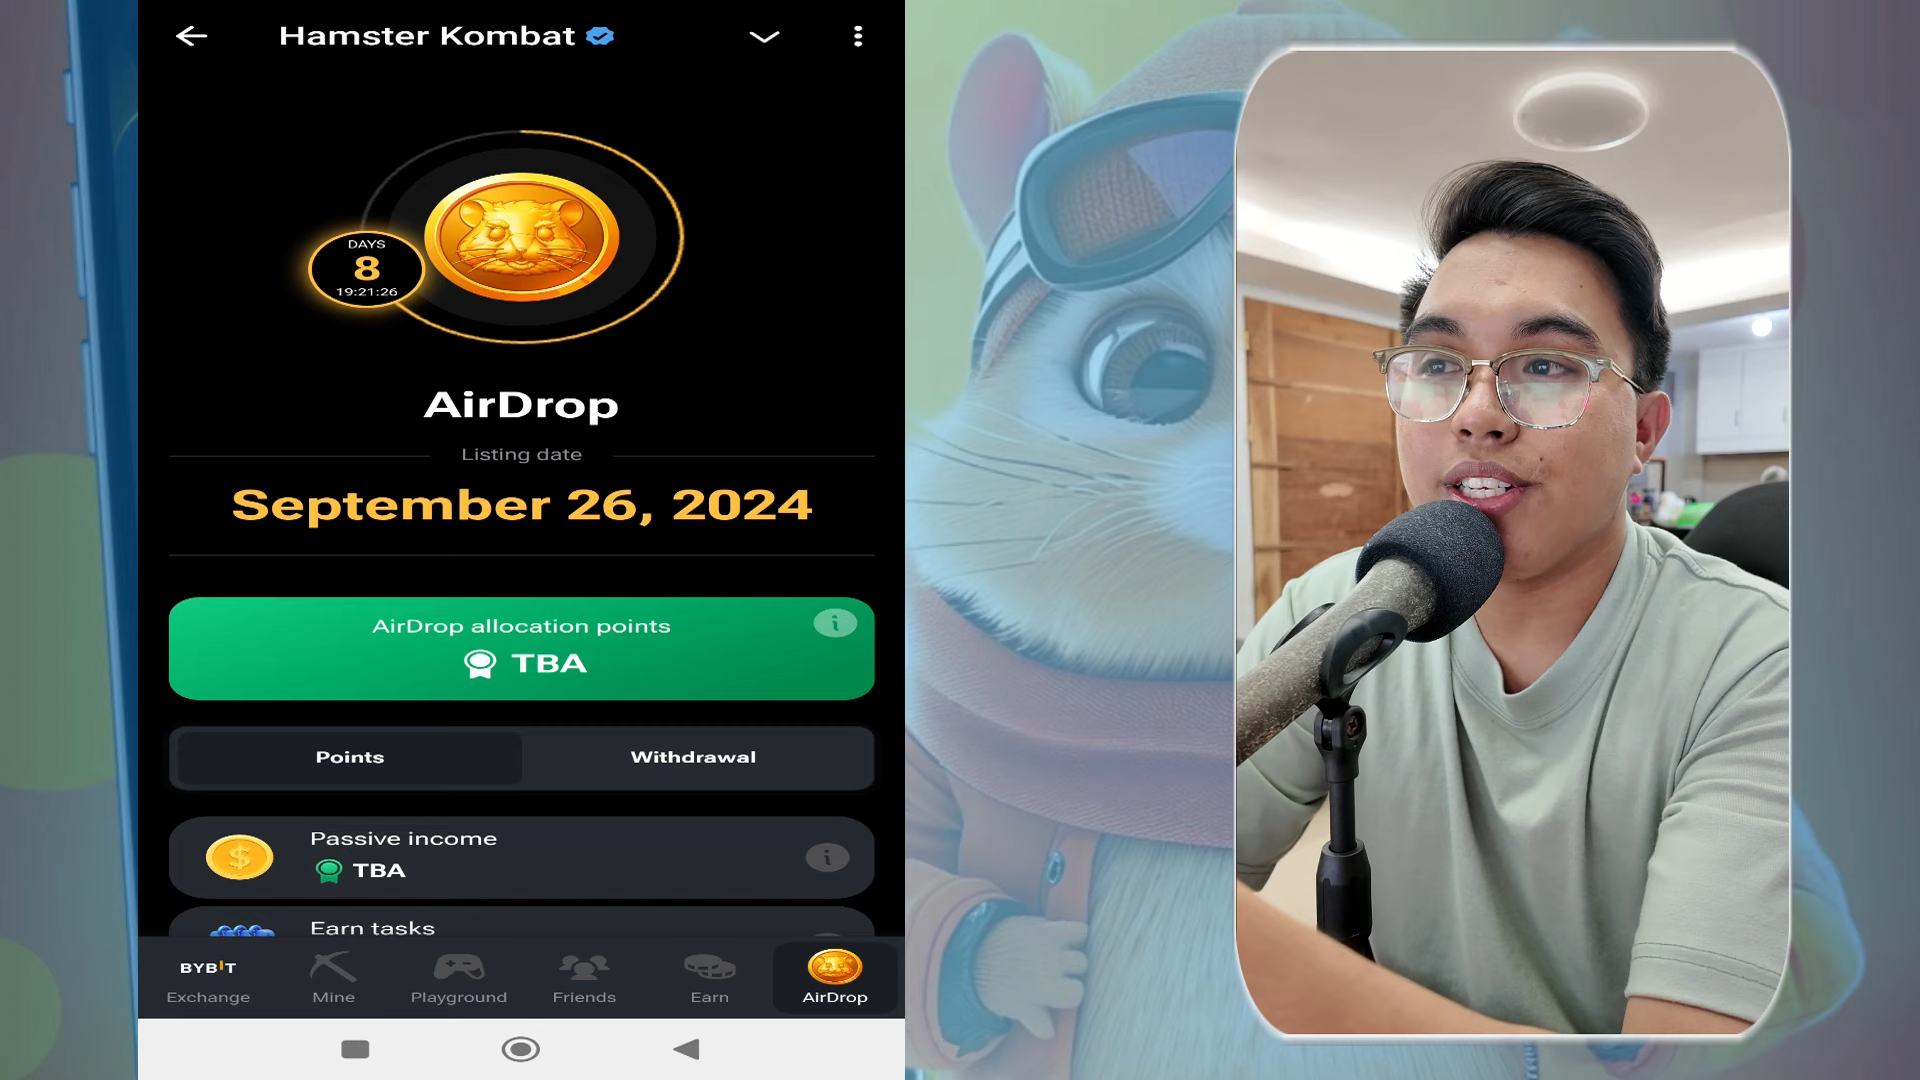 Hamster Kombat
DAYS
8
19:21:26
AirDrop
Listing date
September 26, 2024
AirDrop allocation points
TBA
Points
Withdrawal
Passive income
TBA
Earn tasks
BYBIT
Exchange
Mine
Playground
Friends
Earn
AirDrop